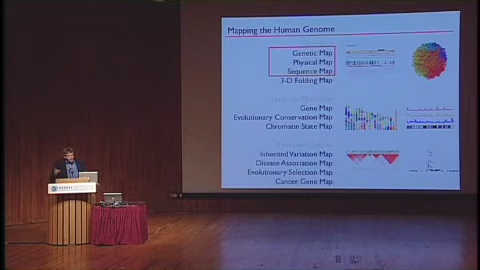 Mapping the Human Genome
Genetic Map
Physical Map
Sequence Map
3-D Folding Map
Gene Map
Evolutionary Conservation Map
Chromatin State Map
Inherited Variation Map
Disease Association Map
Evolutionary Selection Map
Cancer Gene Map